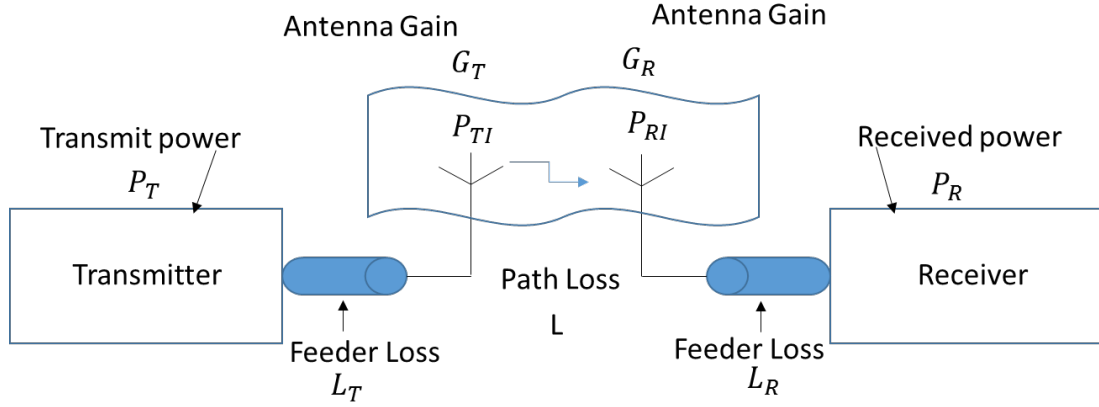 Antenna Gain
Antenna Gain
G_T
G_R
P_TI
P_RI
Transmit power
Received power
P_T
P_R
Transmitter
Path Loss
Receiver
L
Feeder Loss
Feeder Loss
L_T
L_R